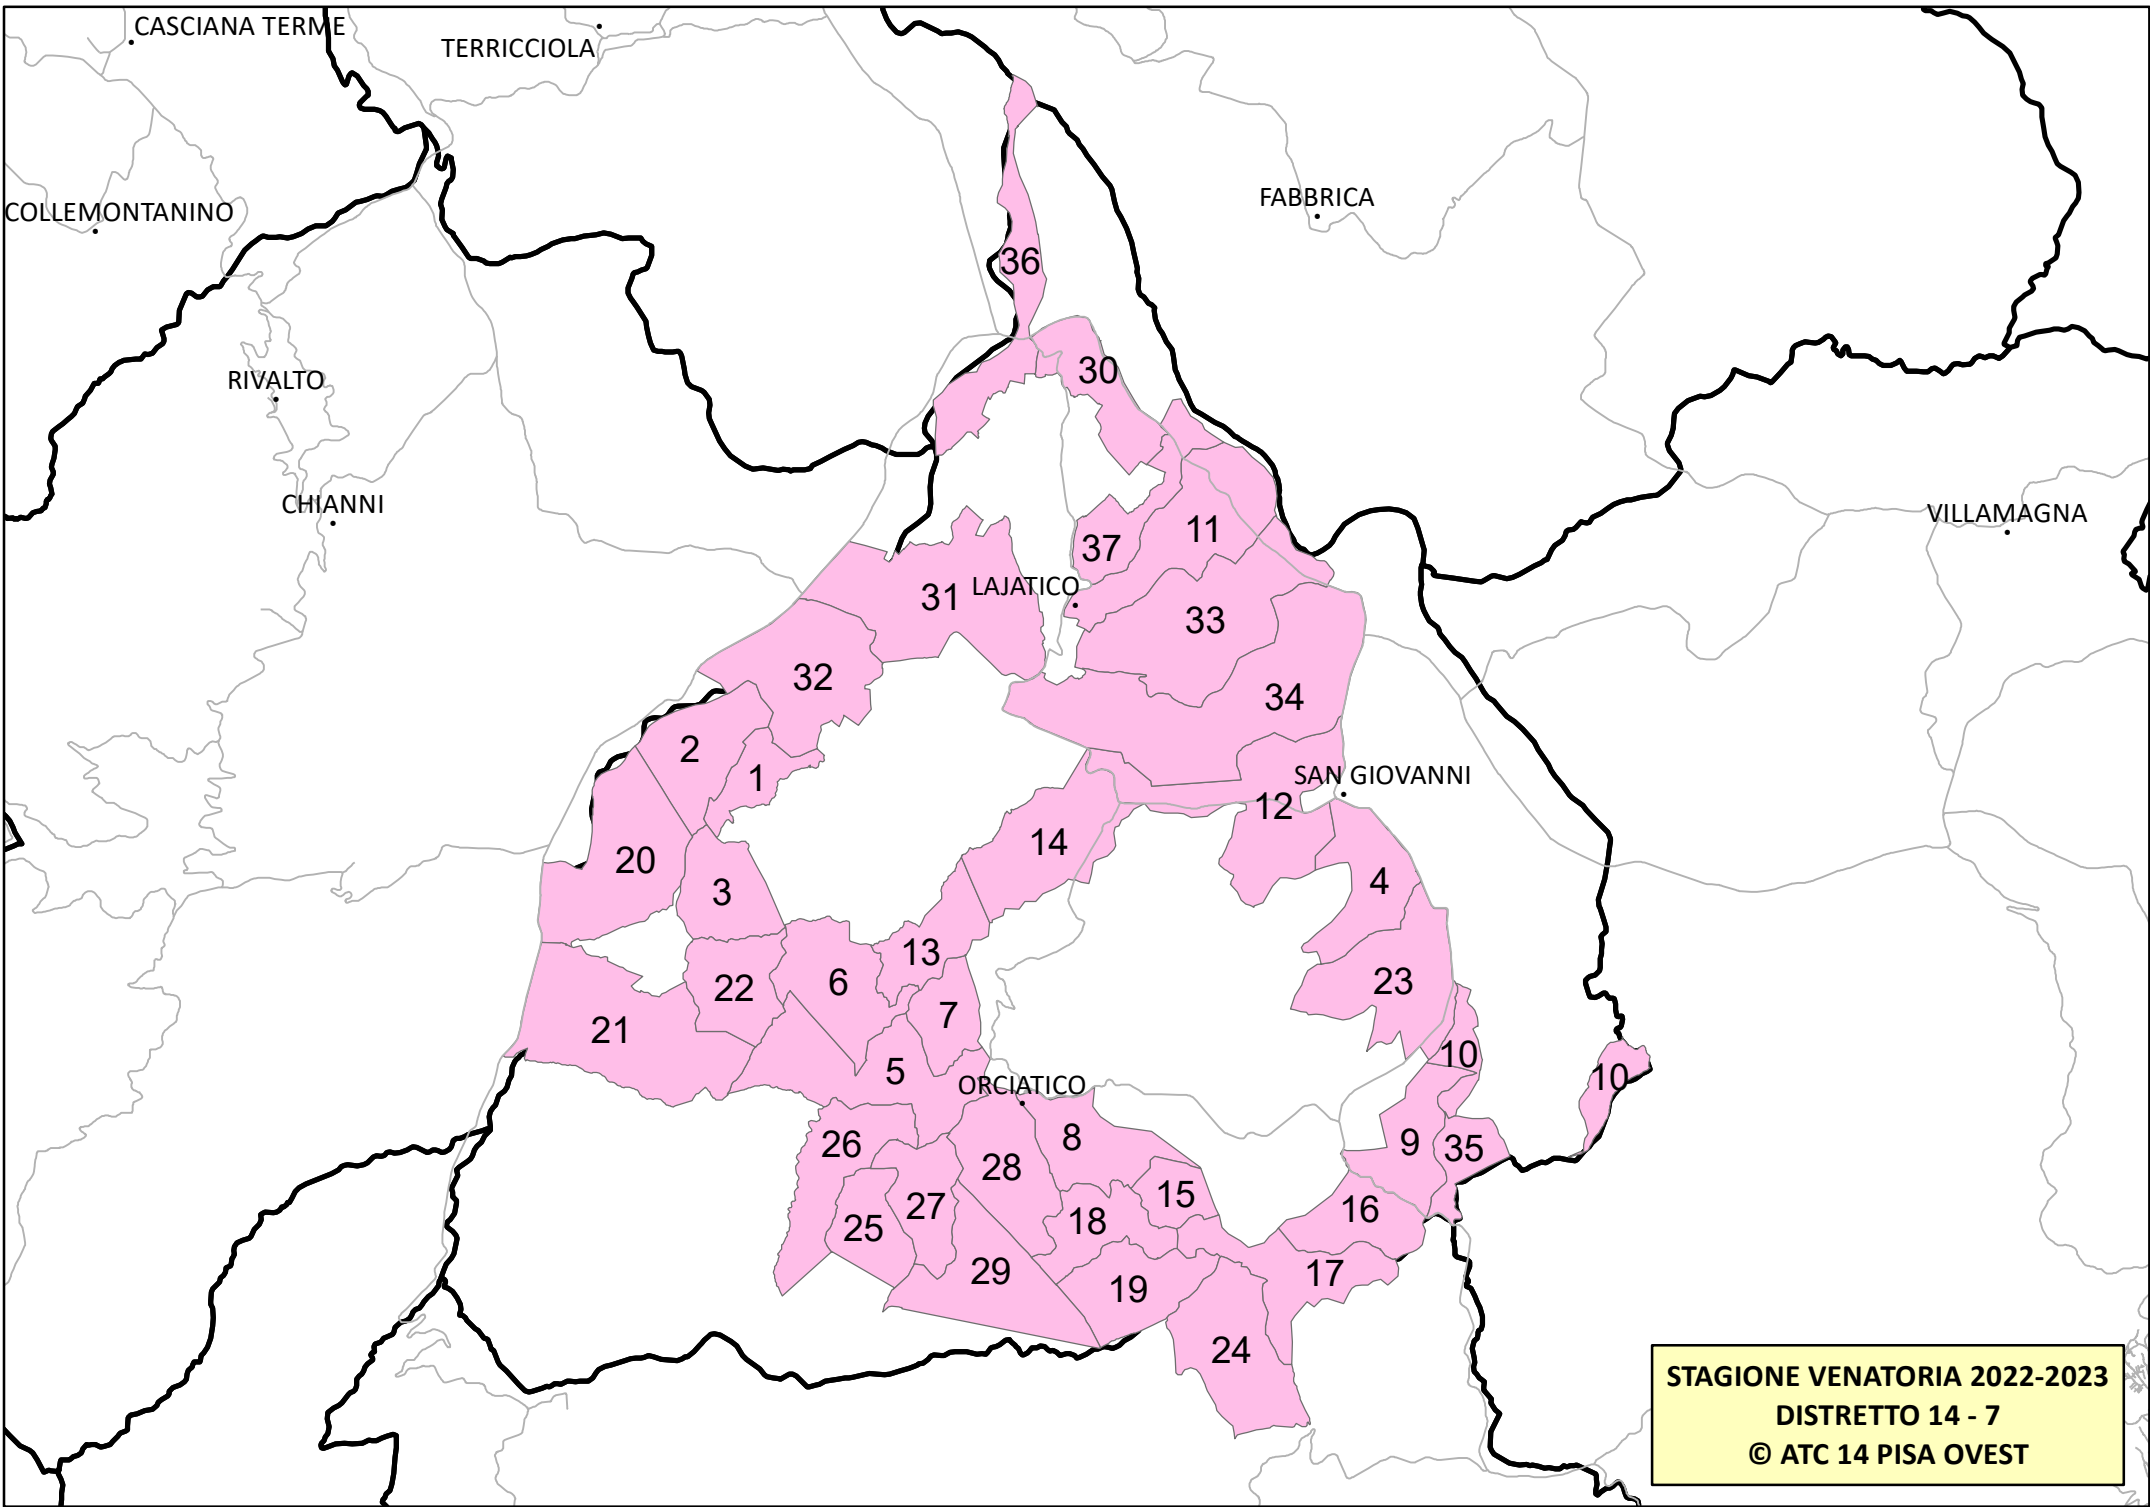 CASCIANA TERME
TERRICCIOLA
COLLEMONTANINO
FABBRICA
36
RIVALTO
30
CHIANNI
VILLAMAGNA
11
37
LAJATICO
31
33
32
34
2
1
SAN GIOVANNI
12
14
20
4
3
13
6
22
23
7
21
10
5
10
ORCIATICO
8
26
9
35
28
15
27
16
18
25
29
17
19
24
STAGIONE VENATORIA 2022-2023
DISTRETTO 14 - 7
© ATC 14 PISA OVEST